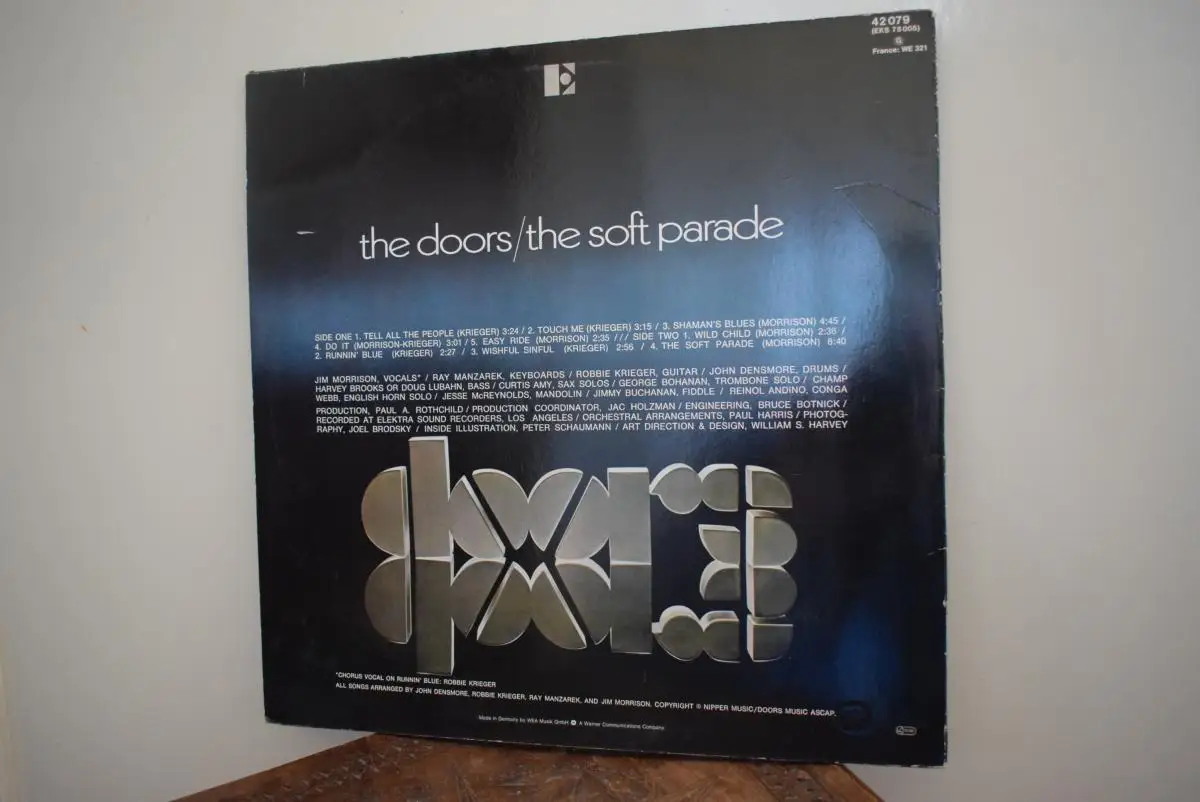 42 079
(EKS 75005)
G
France: WE 321
the doors/the soft parade
SIDE ONE 1. TELL ALL THE PEOPLE (KRIEGER) 3:24 / 2. TOUCH ME (KRIEGER) 3:15 / 3. SHAMAN'S BLUES (MORRISON) 4:45 /
4. DO IT (MORRISON-KRIEGER) 3:01 / 5. EASY RIDE (MORRISON) 2:35 /// SIDE TWO 1. WILD CHILD (MORRISON) 2:36 /
2. RUNNIN' BLUE (KRIEGER) 2:27 / 3. WISHFUL SINFUL (KRIEGER) 2:56 / 4. THE SOFT PARADE (MORRISON) 8:40
JIM MORRISON, VOCALS* / RAY MANZAREK, KEYBOARDS / ROBBIE KRIEGER, GUITAR / JOHN DENSMORE, DRUMS /
HARVEY BROOKS OR DOUG LUBAHN, BASS / CURTIS AMY, SAX SOLOS / GEORGE BOHANAN, TROMBONE SOLO / CHAMP
WEBB, ENGLISH HORN SOLO / JESSE McREYNOLDS, MANDOLIN / JIMMY BUCHANAN, FIDDLE / REINOL ANDINO, CONGA
PRODUCTION, PAUL A. ROTHCHILD / PRODUCTION COORDINATOR, JAC HOLZMAN / ENGINEERING, BRUCE BOTNICK /
RECORDED AT ELEKTRA SOUND RECORDERS, LOS ANGELES / ORCHESTRAL ARRANGEMENTS, PAUL HARRIS / PHOTOG-
RAPHY, JOEL BRODSKY / INSIDE ILLUSTRATION, PETER SCHAUMANN / ART DIRECTION & DESIGN, WILLIAM S. HARVEY
*CHORUS VOCAL ON RUNNIN' BLUE: ROBBIE KRIEGER
ALL SONGS ARRANGED BY JOHN DENSMORE, ROBBIE KRIEGER, RAY MANZAREK, AND JIM MORRISON. COPYRIGHT © NIPPER MUSIC/DOORS MUSIC ASCAP.
Made in Germany by WEA Musik GmbH A Warner Communications Company